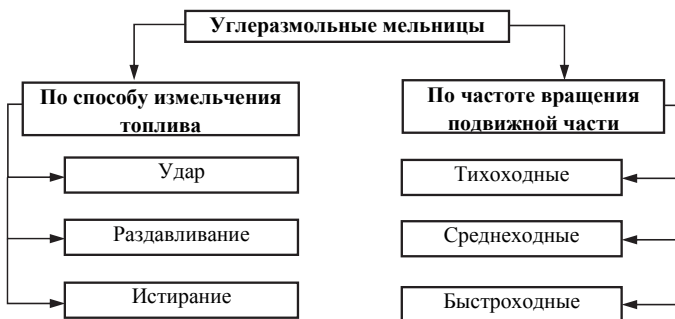 Углеразмольные мельницы
По способу измельчения
топлива
Удар
Раздавливание
Истирание
По частоте вращения
подвижной части
Тихоходные
Среднеходные
Быстроходные